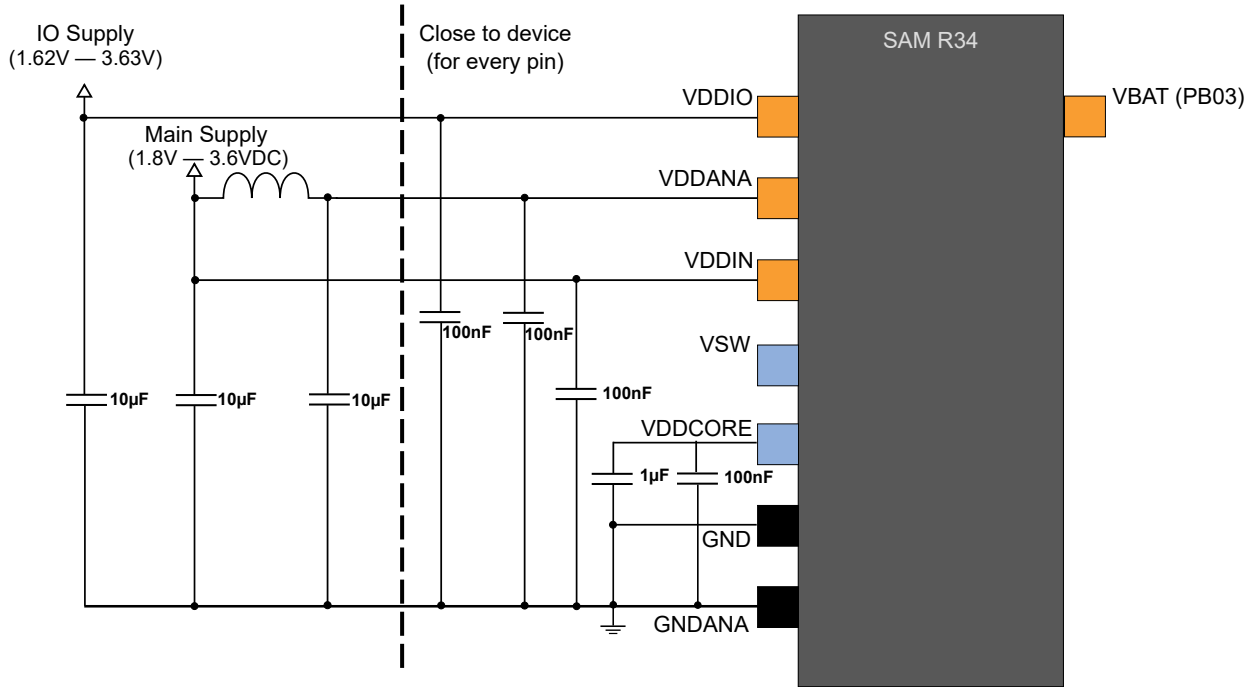 IO Supply
(1.62V — 3.63V)
Close to device
(for every pin)
SAM R34
VDDIO
VBAT (PB03)
Main Supply
(1.8V — 3.6VDC)
VDDANA
VDDIN
100nF
100nF
VSW
10µF
10µF
10µF
100nF
VDDCORE
1µF
100nF
GND
GNDANA